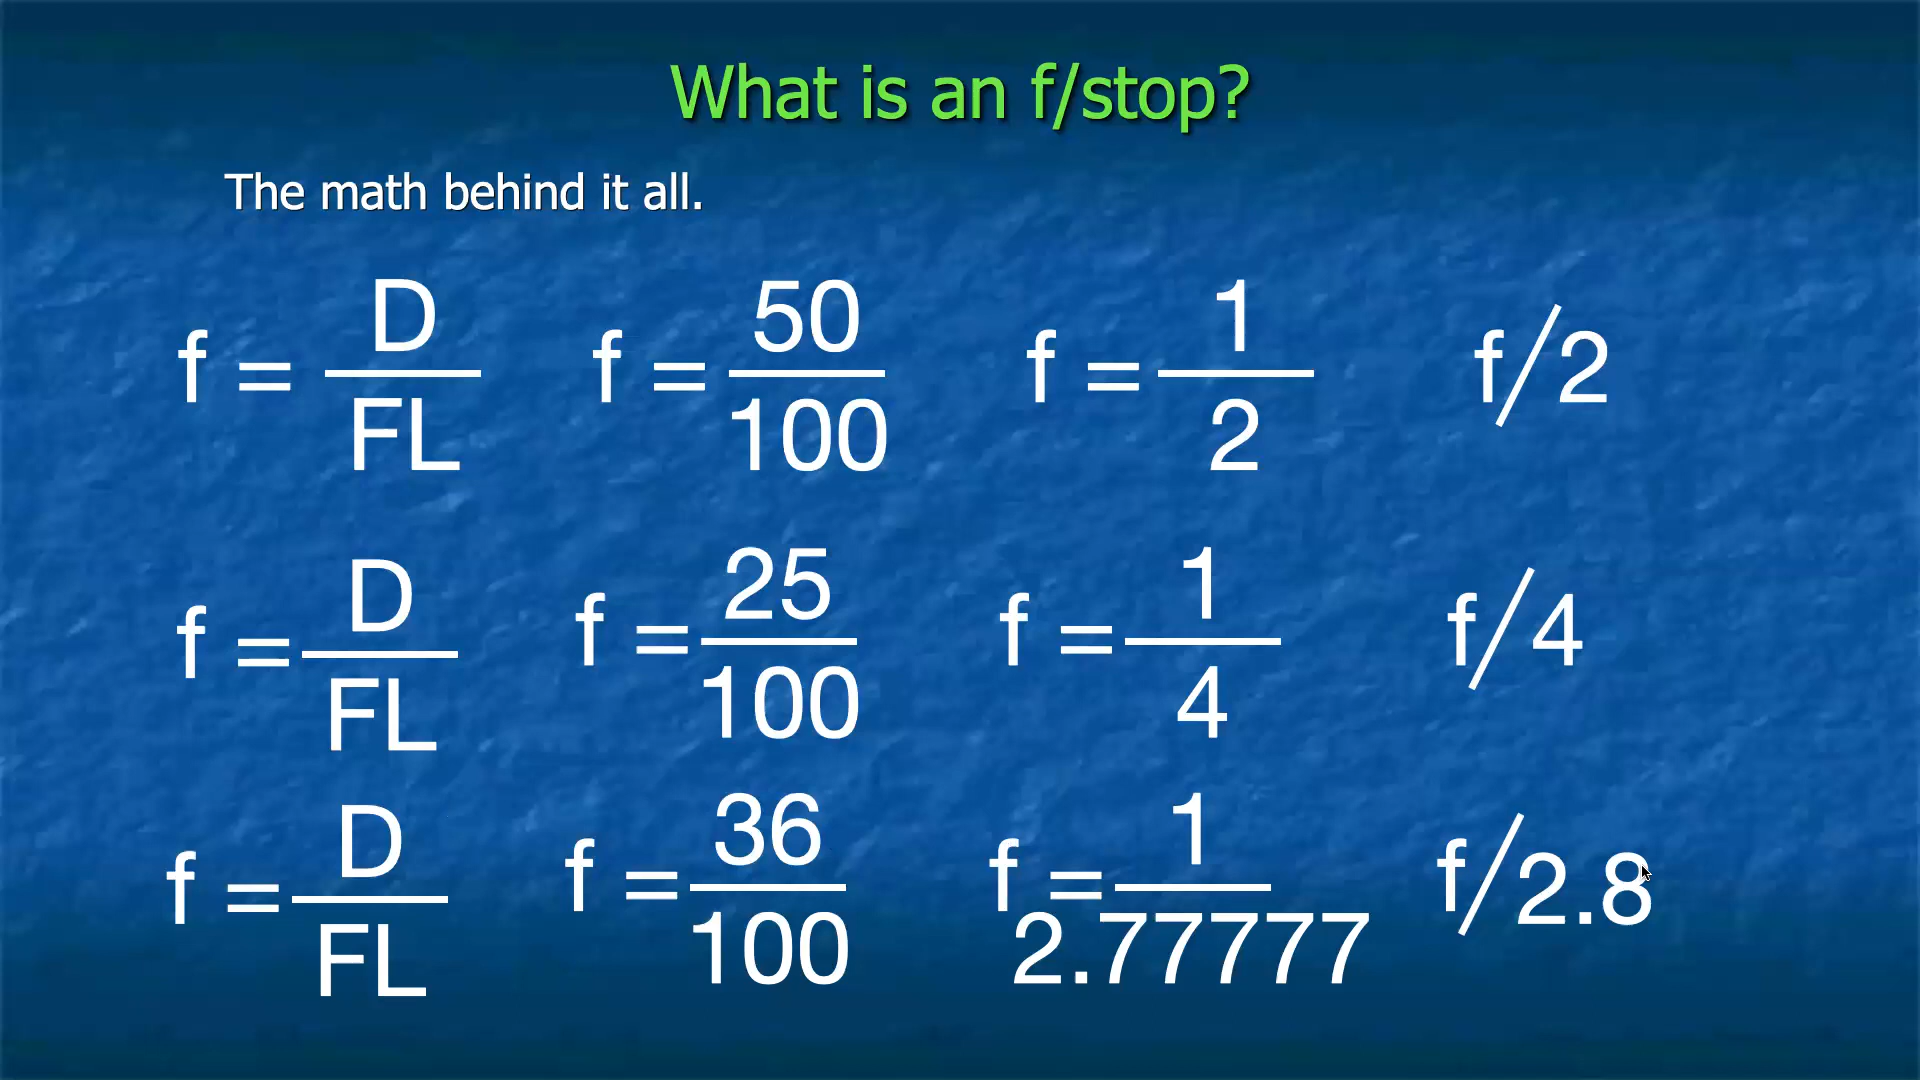 What is an f/stop?
The math behind it all.
f = D/FL f = 50/100 f = 1/2 f/2
f = D/FL f = 25/100 f = 1/4 f/4
f = D/FL f = 36/100 f = 1/2.77777 f/2.8